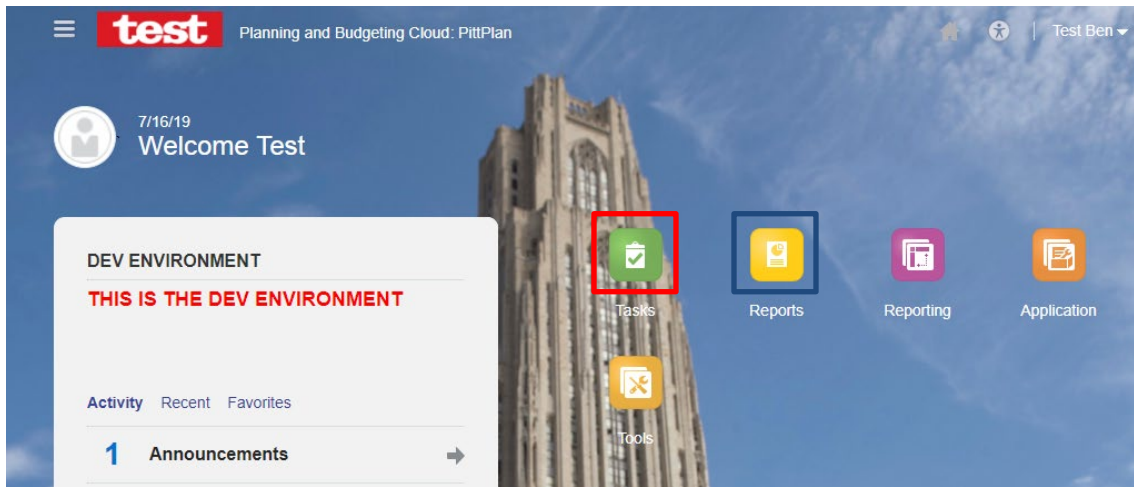 test
Planning and Budgeting Cloud: PittPlan
Test Ben
7/16/19
Welcome Test
DEV ENVIRONMENT
THIS IS THE DEV ENVIRONMENT
Activity Recent Favorites
1 Announcements
Tasks
Reports
Reporting
Application
Tools